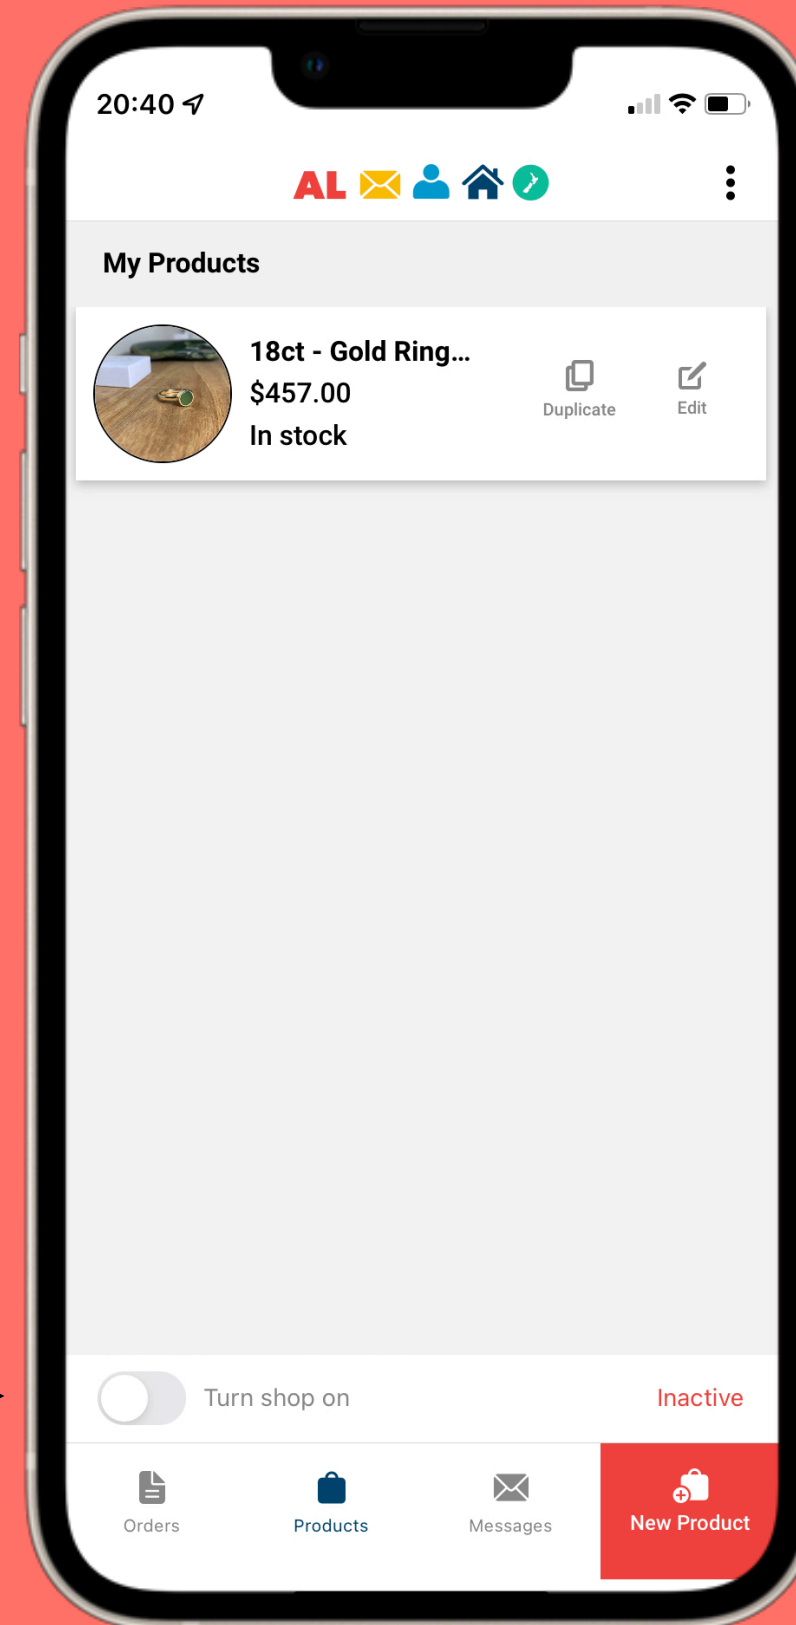 20:40
AL
My Products
18ct - Gold Ring...
$457.00
In stock
Duplicate
Edit
Turn shop on
Inactive
Orders
Products
Messages
New Product